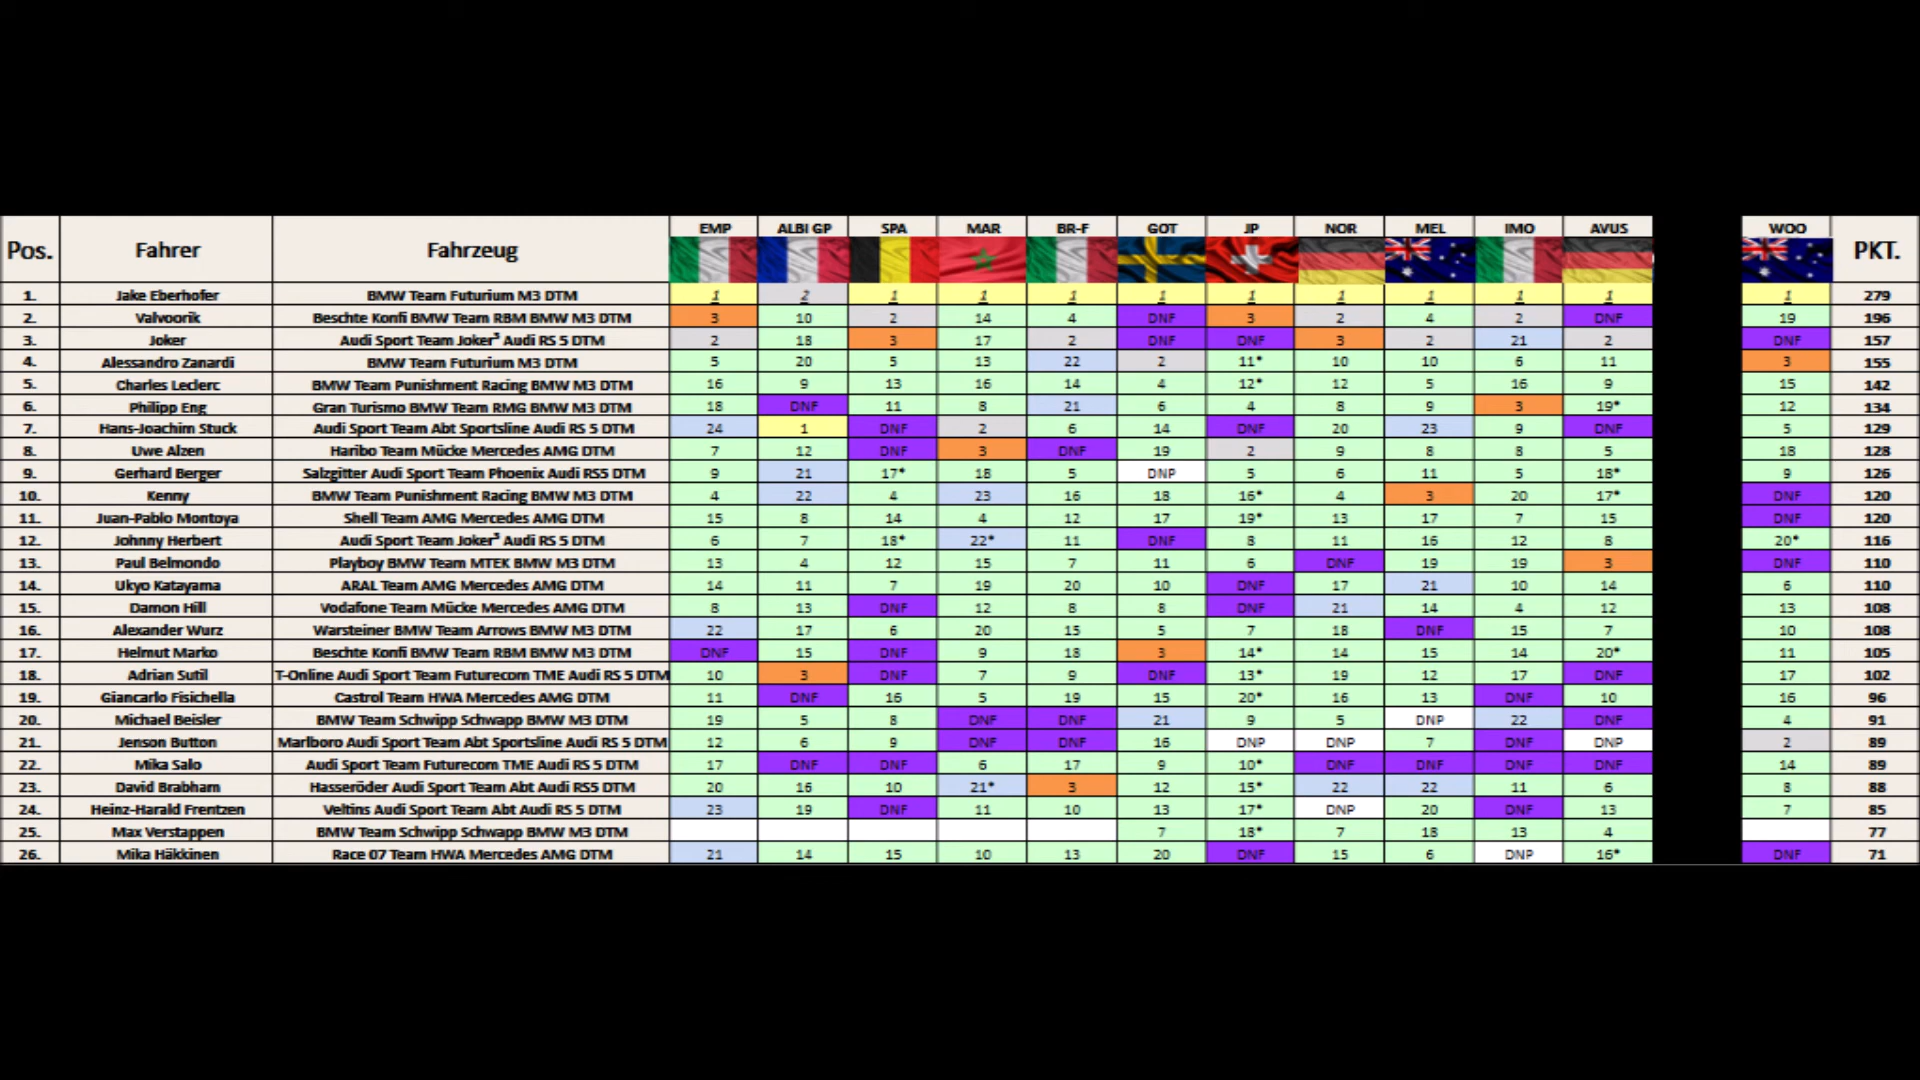 Pos. Fahrer Fahrzeug EMP ALBI GP SPA MAR BR-F GOT JP NOR MEL IMO AVUS WOO PKT.
1. Jake Eberhofer BMW Team Futurium M3 DTM 1 2 1 1 1 1 1 1 1 1 1 1 279
2. Valvoorik Beschte Konfi BMW Team RBM BMW M3 DTM 3 10 2 14 4 DNF 3 2 4 2 DNF 19 196
3. Joker Audi Sport Team Joker³ Audi RS 5 DTM 2 18 3 17 2 DNF DNF 3 2 21 2 DNF 157
4. Alessandro Zanardi BMW Team Futurium M3 DTM 5 20 5 13 22 2 11* 10 10 6 11 3 155
5. Charles Leclerc BMW Team Punishment Racing BMW M3 DTM 16 9 13 16 14 4 12* 12 5 16 9 15 142
6. Philipp Eng Gran Turismo BMW Team RMG BMW M3 DTM 18 DNF 11 8 21 6 4 8 9 3 19* 12 134
7. Hans-Joachim Stuck Audi Sport Team Abt Sportsline Audi RS 5 DTM 24 1 DNF 2 6 14 DNF 20 23 9 DNF 5 129
8. Uwe Alzen Haribo Team Mücke Mercedes AMG DTM 7 12 DNF 3 DNF 19 2 9 8 8 5 18 128
9. Gerhard Berger Salzgitter Audi Sport Team Phoenix Audi RS5 DTM 9 21 17* 18 5 DNP 5 6 11 5 18* 9 126
10. Kenny BMW Team Punishment Racing BMW M3 DTM 4 22 4 23 16 18 16* 4 3 20 17* DNF 120
11. Juan-Pablo Montoya Shell Team AMG Mercedes AMG DTM 15 8 14 4 12 17 19* 13 17 7 15 DNF 120
12. Johnny Herbert Audi Sport Team Joker³ Audi RS 5 DTM 6 7 18* 22* 11 DNF 8 11 16 12 8 20* 116
13. Paul Belmondo Playboy BMW Team MTEK BMW M3 DTM 13 4 12 15 7 11 6 DNF 19 19 3 DNF 110
14. Ukyo Katayama ARAL Team AMG Mercedes AMG DTM 14 11 7 19 20 10 DNF 17 21 10 14 6 110
15. Damon Hill Vodafone Team Mücke Mercedes AMG DTM 8 13 DNF 12 8 8 DNF 21 14 4 12 13 108
16. Alexander Wurz Warsteiner BMW Team Arrows BMW M3 DTM 22 17 6 20 15 5 7 18 DNF 15 7 10 108
17. Helmut Marko Beschte Konfi BMW Team RBM BMW M3 DTM DNF 15 DNF 9 18 3 14* 14 15 14 20* 11 105
18. Adrian Sutil T-Online Audi Sport Team Futurecom TME Audi RS 5 DTM 10 3 DNF 7 9 DNF 13* 19 12 17 DNF 17 102
19. Giancarlo Fisichella Castrol Team HWA Mercedes AMG DTM 11 DNF 16 5 19 15 20* 16 13 DNF 10 16 96
20. Michael Beisler BMW Team Schwipp Schwapp BMW M3 DTM 19 5 8 DNF DNF 21 9 5 DNP 22 DNF 4 91
21. Jenson Button Marlboro Audi Sport Team Abt Sportsline Audi RS 5 DTM 12 6 9 DNF DNF 16 DNP DNP 7 DNF DNP 2 89
22. Mika Salo Audi Sport Team Futurecom TME Audi RS 5 DTM 17 DNF DNF 6 17 9 10* DNF DNF DNF DNF 14 89
23. David Brabham Hasseröder Audi Sport Team Abt Audi RS5 DTM 20 16 10 21* 3 12 15* 22 22 11 6 8 88
24. Heinz-Harald Frentzen Veltins Audi Sport Team Abt Audi RS 5 DTM 23 19 DNF 11 10 13 17* DNP 20 DNF 13 7 85
25. Max Verstappen BMW Team Schwipp Schwapp BMW M3 DTM 7 18* 7 18 13 4 77
26. Mika Häkkinen Race 07 Team HWA Mercedes AMG DTM 21 14 15 10 13 20 DNF 15 6 DNP 16* DNF 71